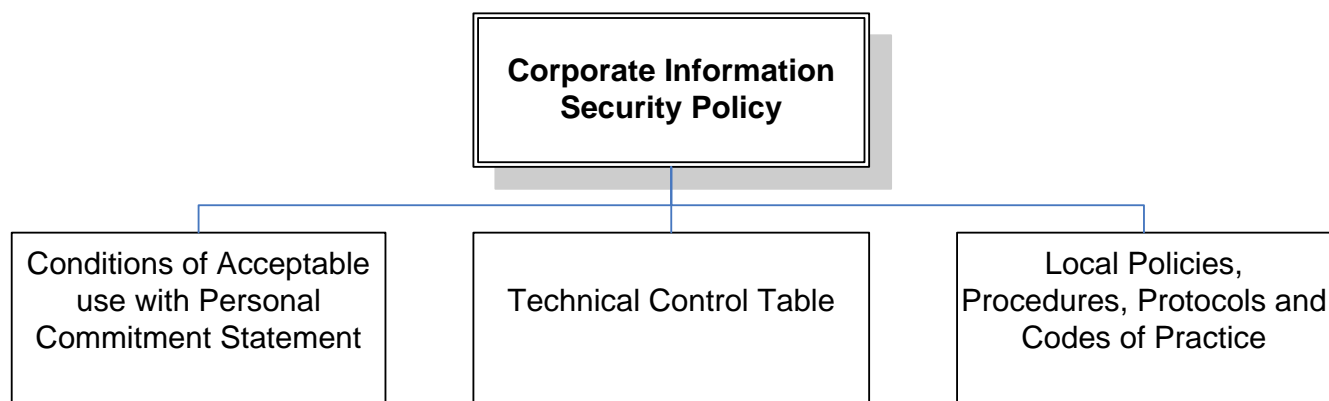 Corporate Information
Security Policy
Conditions of Acceptable
use with Personal
Commitment Statement
Technical Control Table
Local Policies,
Procedures, Protocols and
Codes of Practice